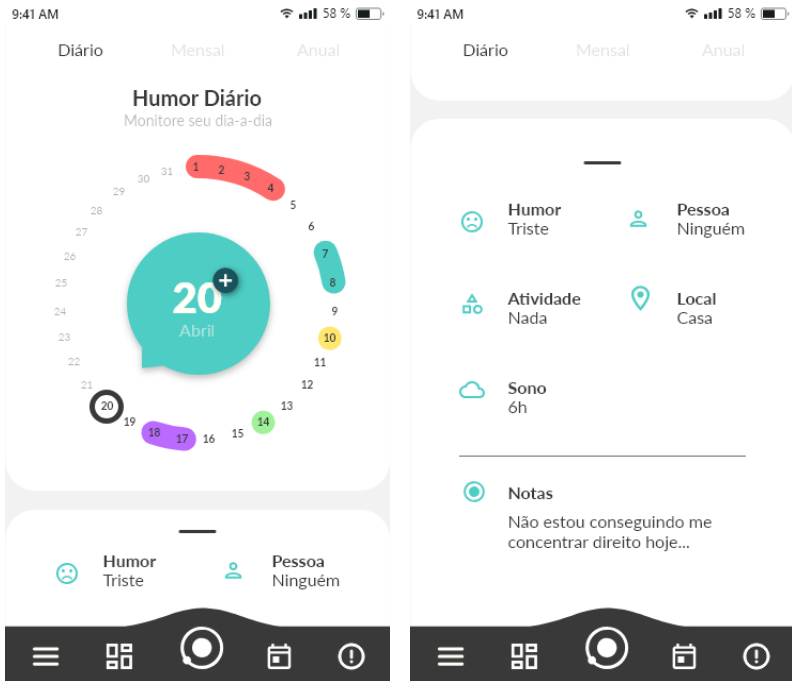 9:41 AM
58 %
Diário
Mensal
Anual
Humor Diário
Monitore seu dia-a-dia
1
2
3
4
5
6
7
8
9
10
11
12
13
14
15
16
17
18
19
20
21
22
23
24
25
26
27
28
29
30
31
20
Abril
Humor
Triste
Pessoa
Ninguém
9:41 AM
58 %
Diário
Mensal
Anual
Humor
Triste
Pessoa
Ninguém
Atividade
Nada
Local
Casa
Sono
6h
Notas
Não estou conseguindo me
concentrar direito hoje...